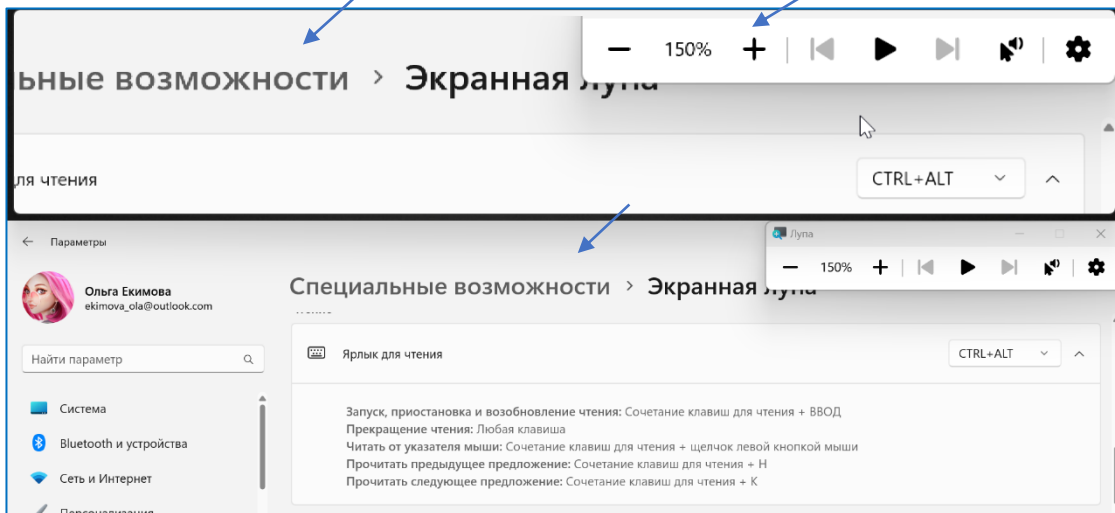 150%
ьные возможности > Экранная лупа
для чтения
CTRL+ALT
Параметры
Лупа
150%
Ольга Екимова
ekimova_ola@outlook.com
Специальные возможности > Экранная лупа
Найти параметр
Ярлык для чтения
CTRL+ALT
Система
Запуск, приостановка и возобновление чтения: Сочетание клавиш для чтения + ВВОД
Прекращение чтения: Любая клавиша
Bluetooth и устройства
Читать от указателя мыши: Сочетание клавиш для чтения + щелчок левой кнопкой мыши
Прочитать предыдущее предложение: Сочетание клавиш для чтения + Н
Сеть и Интернет
Прочитать следующее предложение: Сочетание клавиш для чтения + К
Персонализация